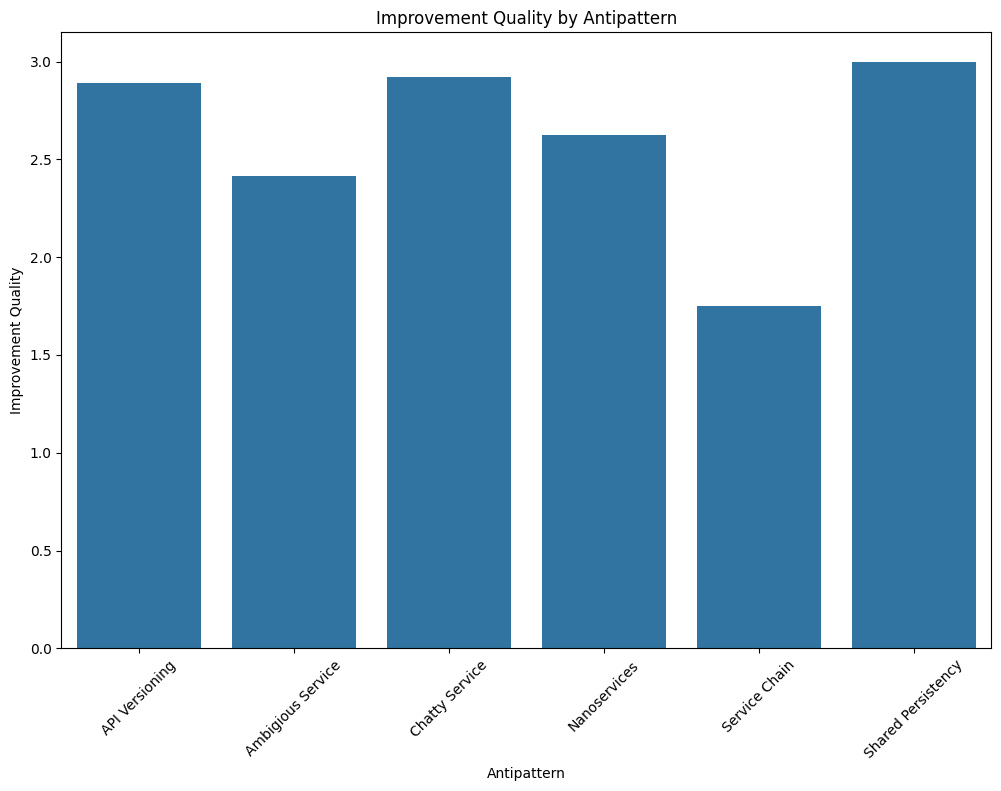 Improvement Quality by Antipattern
Improvement Quality
3.0
2.5
2.0
1.5
1.0
0.5
0.0
API Versioning
Ambigious Service
Chatty Service
Nanoservices
Service Chain
Shared Persistency
Antipattern